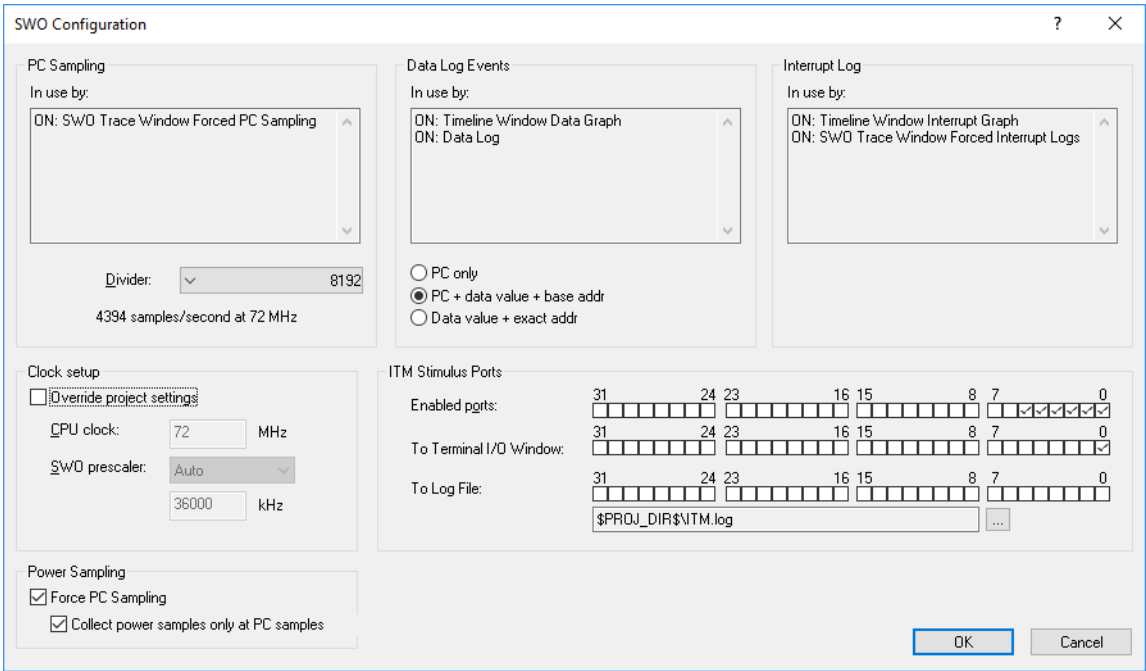 SWO Configuration
?
PC Sampling
In use by:
ON: SWO Trace Window Forced PC Sampling
Divider:
8192
4394 samples/second at 72 MHz
Data Log Events
In use by:
ON: Timeline Window Data Graph
ON: Data Log
PC only
PC + data value + base addr
Data value + exact addr
Interrupt Log
In use by:
ON: Timeline Window Interrupt Graph
ON: SWO Trace Window Forced Interrupt Logs
Clock setup
Override project settings
CPU clock:
72
MHz
SWO prescaler:
Auto
36000
kHz
ITM Stimulus Ports
31 24 23 16 15 8 7 0
Enabled ports:
31 24 23 16 15 8 7 0
To Terminal I/O Window:
31 24 23 16 15 8 7 0
To Log File:
$PROJ_DIR$\ITM.log
...
Power Sampling
Force PC Sampling
Collect power samples only at PC samples
OK
Cancel